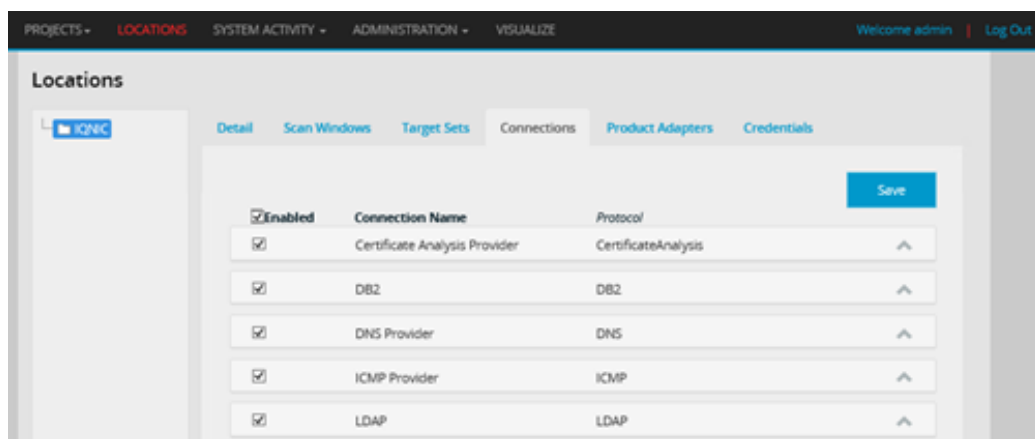 PROJECTS LOCATIONS SYSTEM ACTIVITY ADMINISTRATION VISUALIZE Welcome admin | Log Out
Locations
IQNIC
Detail Scan Windows Target Sets Connections Product Adapters Credentials
Save
Enabled Connection Name Protocol
Certificate Analysis Provider CertificateAnalysis
DB2 DB2
DNS Provider DNS
ICMP Provider ICMP
LDAP LDAP